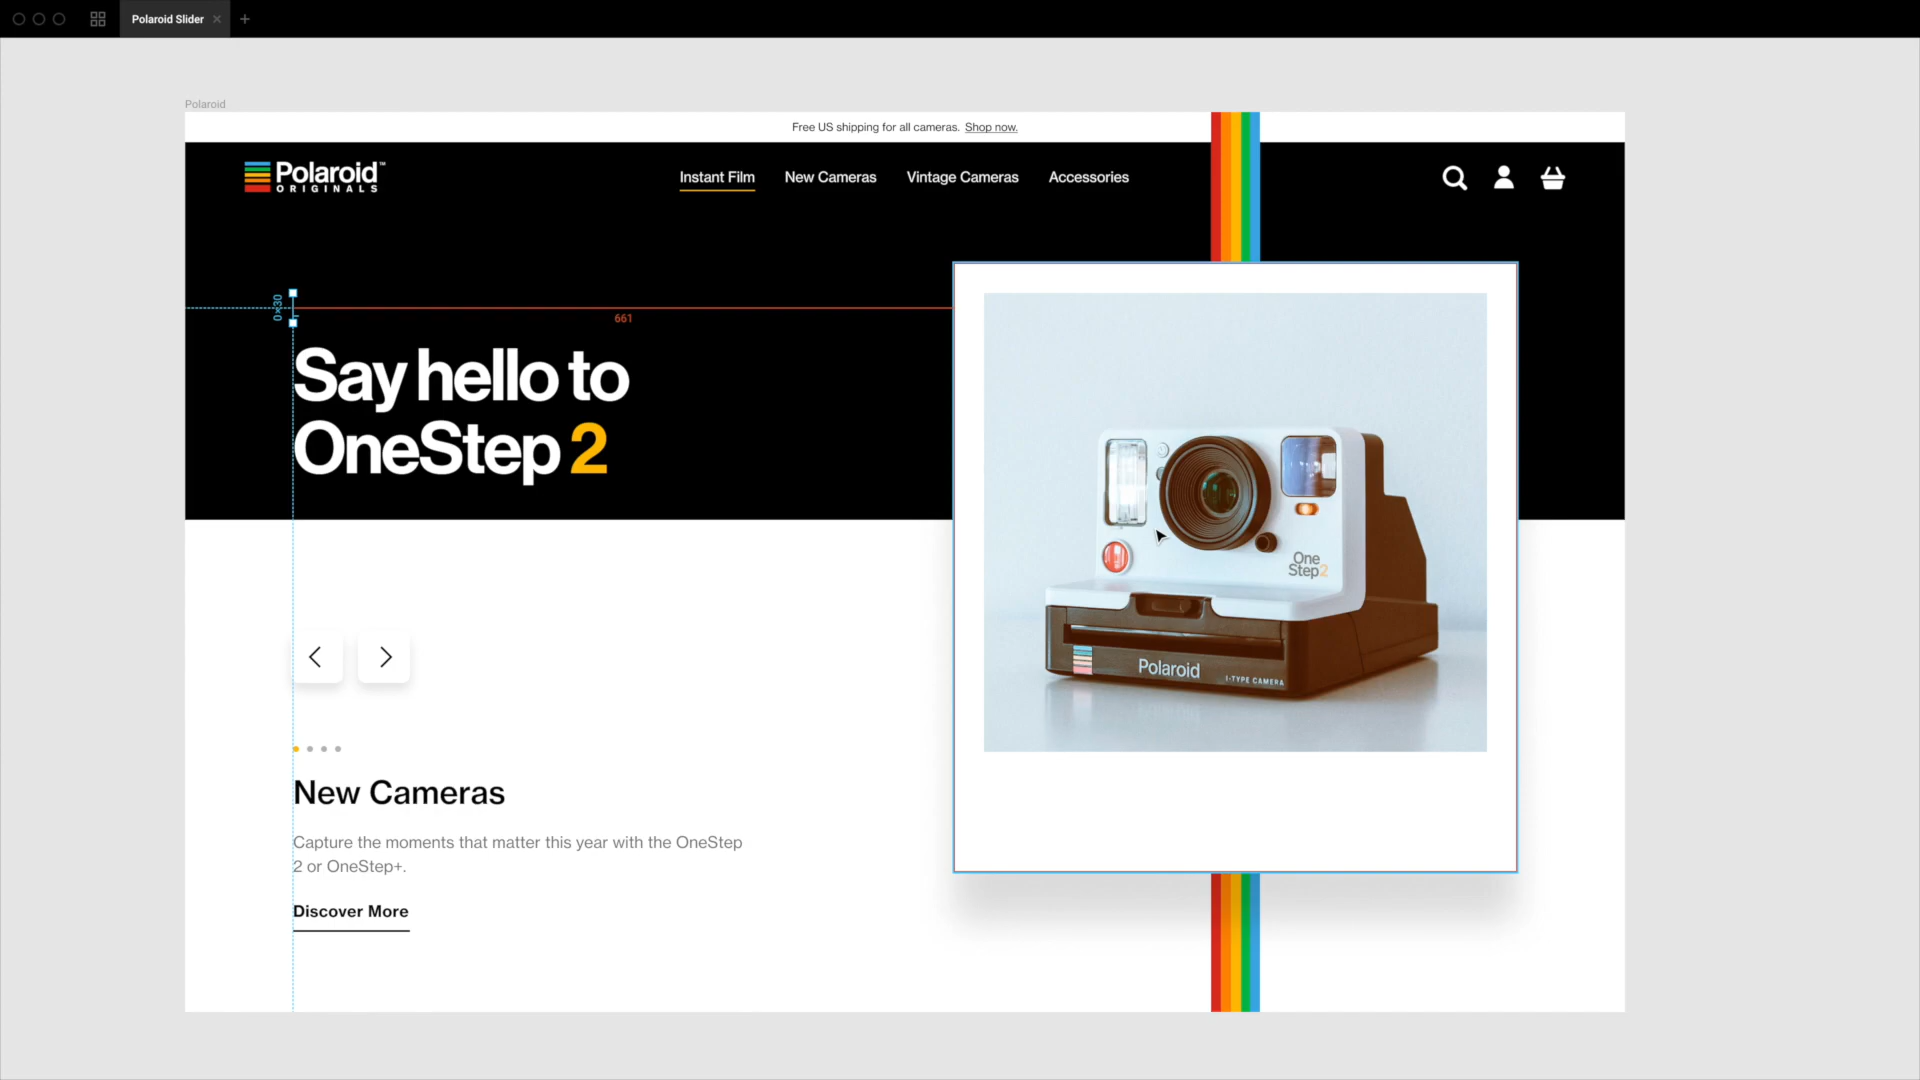 Polaroid Slider
Polaroid
Free US shipping for all cameras. Shop now.
Polaroid™
ORIGINALS
Instant Film
New Cameras
Vintage Cameras
Accessories
0×30
661
Say hello to
OneStep 2
One
Step2
Polaroid
I-TYPE CAMERA
New Cameras
Capture the moments that matter this year with the OneStep
2 or OneStep+.
Discover More